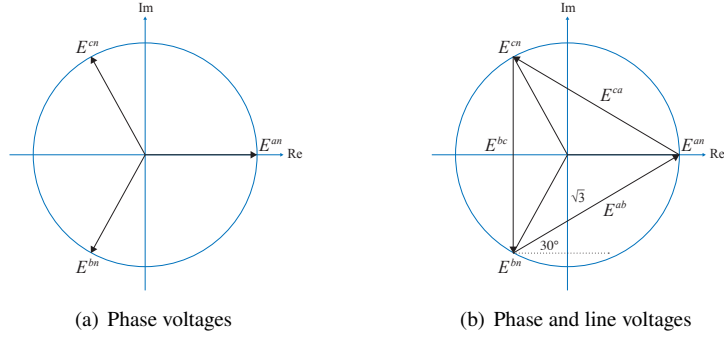 Im
E^{cn}
E^{an}
Re
E^{bn}
(a) Phase voltages
Im
E^{cn}
E^{ca}
E^{bc}
E^{an}
Re
√3
E^{ab}
30°
E^{bn}
(b) Phase and line voltages